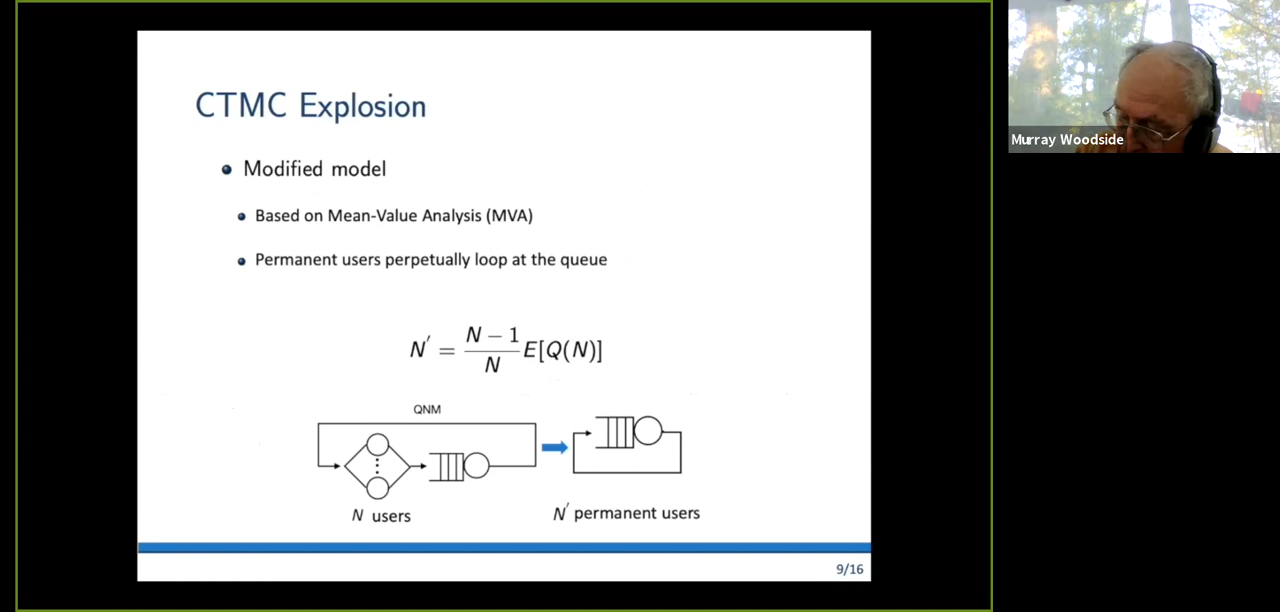 CTMC Explosion
Modified model
Based on Mean-Value Analysis (MVA)
Permanent users perpetually loop at the queue
N′ = N − 1 / N E[Q(N)]
QNM
N users
N′ permanent users
9/16
Murray Woodside